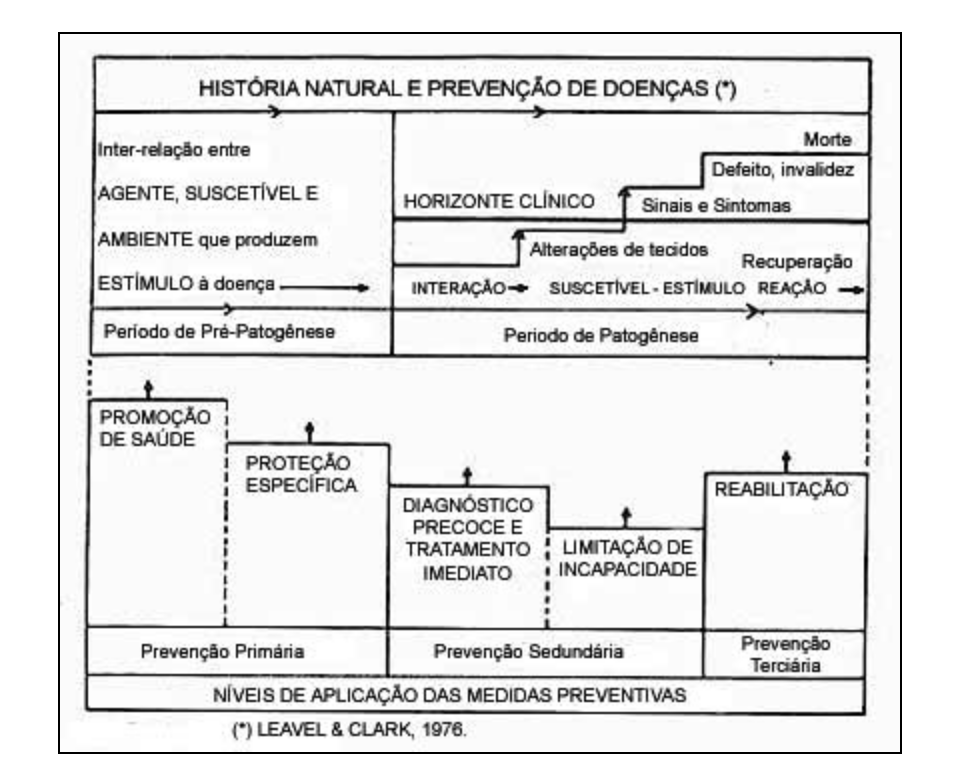 HISTÓRIA NATURAL E PREVENÇÃO DE DOENÇAS (*)
Inter-relação entre
AGENTE, SUSCETÍVEL E
AMBIENTE que produzem
ESTÍMULO à doença
Morte
Defeito, invalidez
HORIZONTE CLÍNICO
Sinais e Sintomas
Alterações de tecidos
Recuperação
INTERAÇÃO
SUSCETÍVEL - ESTÍMULO
REAÇÃO
Período de Pré-Patogênese
Periodo de Patogênese
PROMOÇÃO
DE SAÚDE
PROTEÇÃO
ESPECÍFICA
DIAGNÓSTICO
PRECOCE E
TRATAMENTO
IMEDIATO
LIMITAÇÃO DE
INCAPACIDADE
REABILITAÇÃO
Prevenção Primária
Prevenção Sedundária
Prevenção
Terciária
NÍVEIS DE APLICAÇÃO DAS MEDIDAS PREVENTIVAS
(*) LEAVEL & CLARK, 1976.